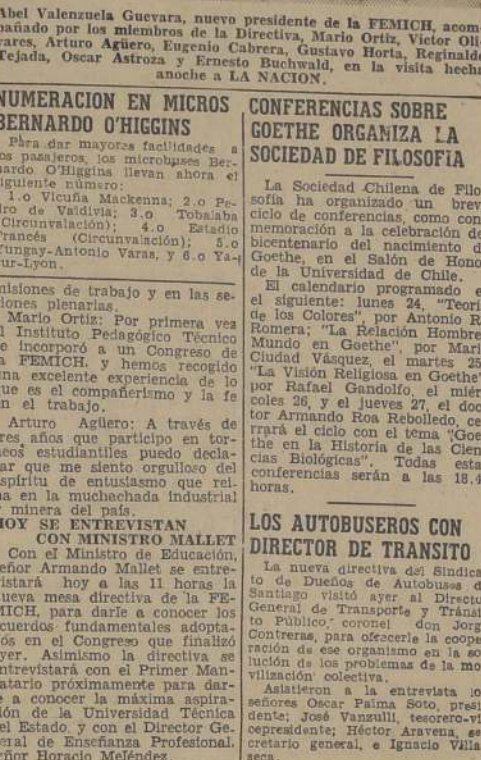 Abel Valenzuela Guevara, nuevo presidente de la FEMICH, acom-
pañado por los miembros de la Directiva, Mario Ortiz, Victor Oli-
vares, Arturo Agüero, Eugenio Cabrera, Gustavo Horta, Reginaldo
Tejada, Oscar Astroza y Ernesto Buchwald, en la visita hecha
anoche a LA NACION.
NUMERACION EN MICROS
BERNARDO O'HIGGINS
Para dar mayores facilidades a
los pasajeros, los microbuses Ber-
nardo O'Higgins llevan ahora el
siguiente número:
1.o Vicuña Mackenna; 2.o Pe-
dro de Valdivia; 3.o Tobalaba
(Circunvalación); 4.o Estadio
Francés (Circunvalación); 5.o
Yungay-Antonio Varas, y 6.o Ya-
rur-Lyon.
misiones de trabajo y en las se-
siones plenarias.
Mario Ortiz: Por primera vez
el Instituto Pedagógico Técnico
se incorporó a un Congreso de
la FEMICH, y hemos recogido
una excelente experiencia de lo
que es el compañerismo y la fe
en el trabajo.
Arturo Agüero: A través de
tres años que participo en tor-
neos estudiantiles puedo decla-
rar que me siento orgulloso del
espíritu de entusiasmo que rei-
na en la muchachada industrial
y minera del país.
HOY SE ENTREVISTAN
CON MINISTRO MALLET
Con el Ministro de Educación,
señor Armando Mallet se entre-
vistará hoy a las 11 horas la
nueva mesa directiva de la FE-
MICH, para darle a conocer los
acuerdos fundamentales adopta-
dos en el Congreso que finalizó
ayer. Asimismo la directiva se
entrevistará con el Primer Man-
datario próximamente para dar-
le a conocer la máxima aspira-
ción de la Universidad Técnica
del Estado, y con el Director Ge-
neral de Enseñanza Profesional,
señor Horacio Meléndez.
CONFERENCIAS SOBRE
GOETHE ORGANIZA LA
SOCIEDAD DE FILOSOFIA
La Sociedad Chilena de Filo-
sofía ha organizado un breve
ciclo de conferencias, como con-
memoración a la celebración del
bicentenario del nacimiento de
Goethe, en el Salón de Honor
de la Universidad de Chile.
El calendario programado es
el siguiente: lunes 24, "Teoría
de los Colores", por Antonio R.
Romera; "La Relación Hombre
Mundo en Goethe", por Mario
Ciudad Vásquez, el martes 25;
"La Visión Religiosa en Goethe",
por Rafael Gandolfo, el miér-
coles 26, y el jueves 27, el doc-
tor Armando Roa Rebolledo, ce-
rrará el ciclo con el tema "Goe-
the en la Historia de las Cien-
cias Biológicas". Todas estas
conferencias serán a las 18.4
horas.
LOS AUTOBUSEROS CON
DIRECTOR DE TRANSITO
La nueva directiva del Sindica-
to de Dueños de Autobuses de
Santiago visitó ayer al Director
General de Transporte y Tránsi-
to Público, coronel don Jorge
Contreras, para ofrecerle la coope-
ración de ese organismo en la so-
lución de los problemas de la mo-
vilización colectiva.
Asistieron a la entrevista los
señores Oscar Palma Soto, presi-
dente; José Vanzulli, tesorero-vi-
cepresidente; Héctor Aravena, se-
cretario general, e Ignacio Villa-
seca.